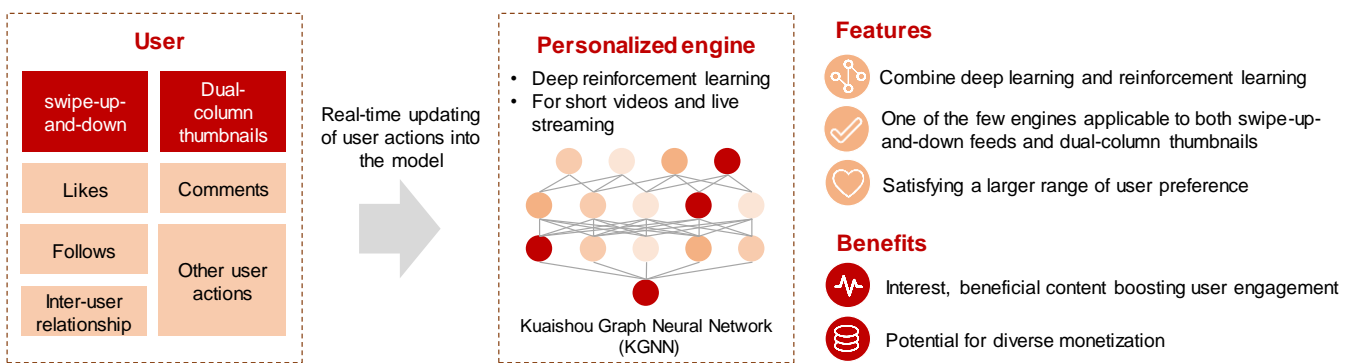 User
swipe-up-
and-down
Dual-
column
thumbnails
Likes
Comments
Follows
Other user
actions
Inter-user
relationship
Real-time updating
of user actions into
the model
Personalized engine
• Deep reinforcement learning
• For short videos and live
streaming
Kuaishou Graph Neural Network
(KGNN)
Features
Combine deep learning and reinforcement learning
One of the few engines applicable to both swipe-up-
and-down feeds and dual-column thumbnails
Satisfying a larger range of user preference
Benefits
Interest, beneficial content boosting user engagement
Potential for diverse monetization